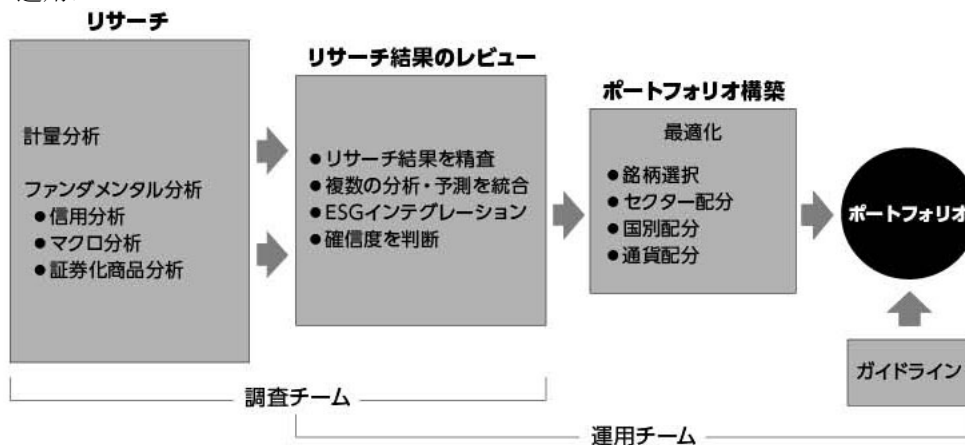 リサーチ
計量分析
ファンダメンタル分析
●信用分析
●マクロ分析
●証券化商品分析
リサーチ結果のレビュー
●リサーチ結果を精査
●複数の分析・予測を統合
●ESGインテグレーション
●確信度を判断
ポートフォリオ構築
最適化
●銘柄選択
●セクター配分
●国別配分
●通貨配分
ポートフォリオ
ガイドライン
調査チーム
運用チーム